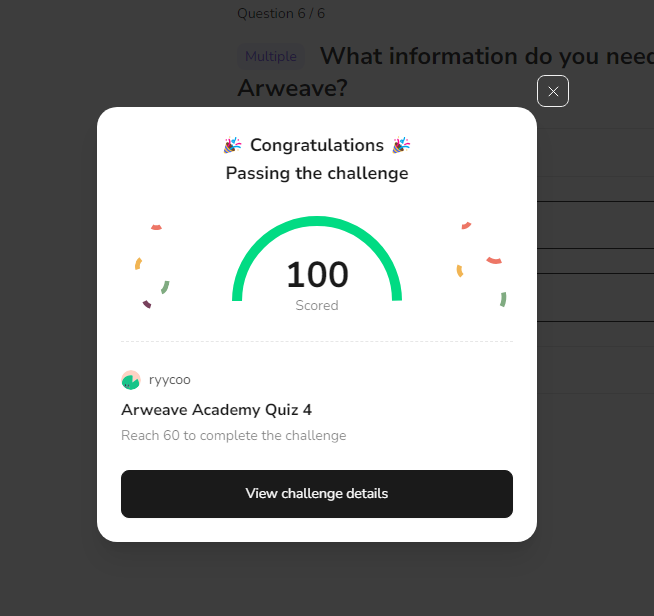 Question 6 / 6
Multiple What information do you need
Arweave?
🎉 Congratulations 🎉
Passing the challenge
100
Scored
ryycoo
Arweave Academy Quiz 4
Reach 60 to complete the challenge
View challenge details